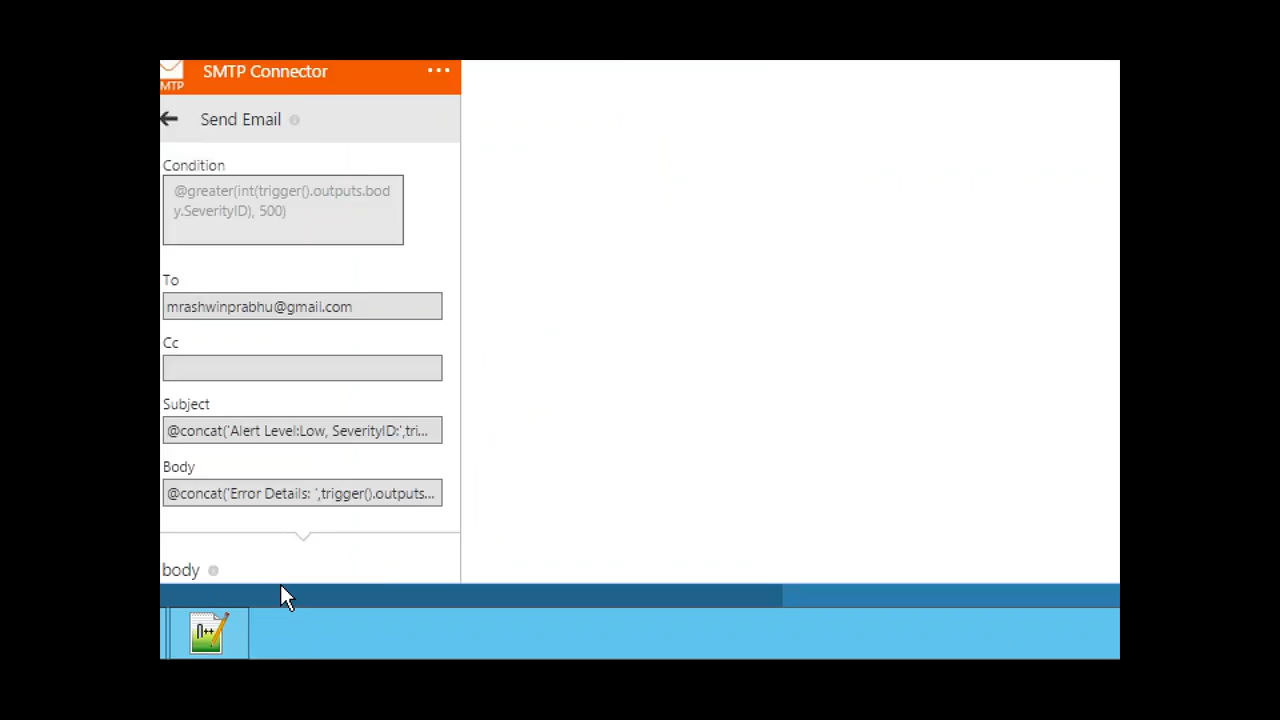 SMTP Connector
MTP
Send Email
Condition
@greater(int(trigger().outputs.bod
y.SeverityID), 500)
To
mrashwinprabhu@gmail.com
Cc
Subject
@concat('Alert Level:Low, SeverityID:',tri...
Body
@concat('Error Details: ',trigger().outputs...
body
n++